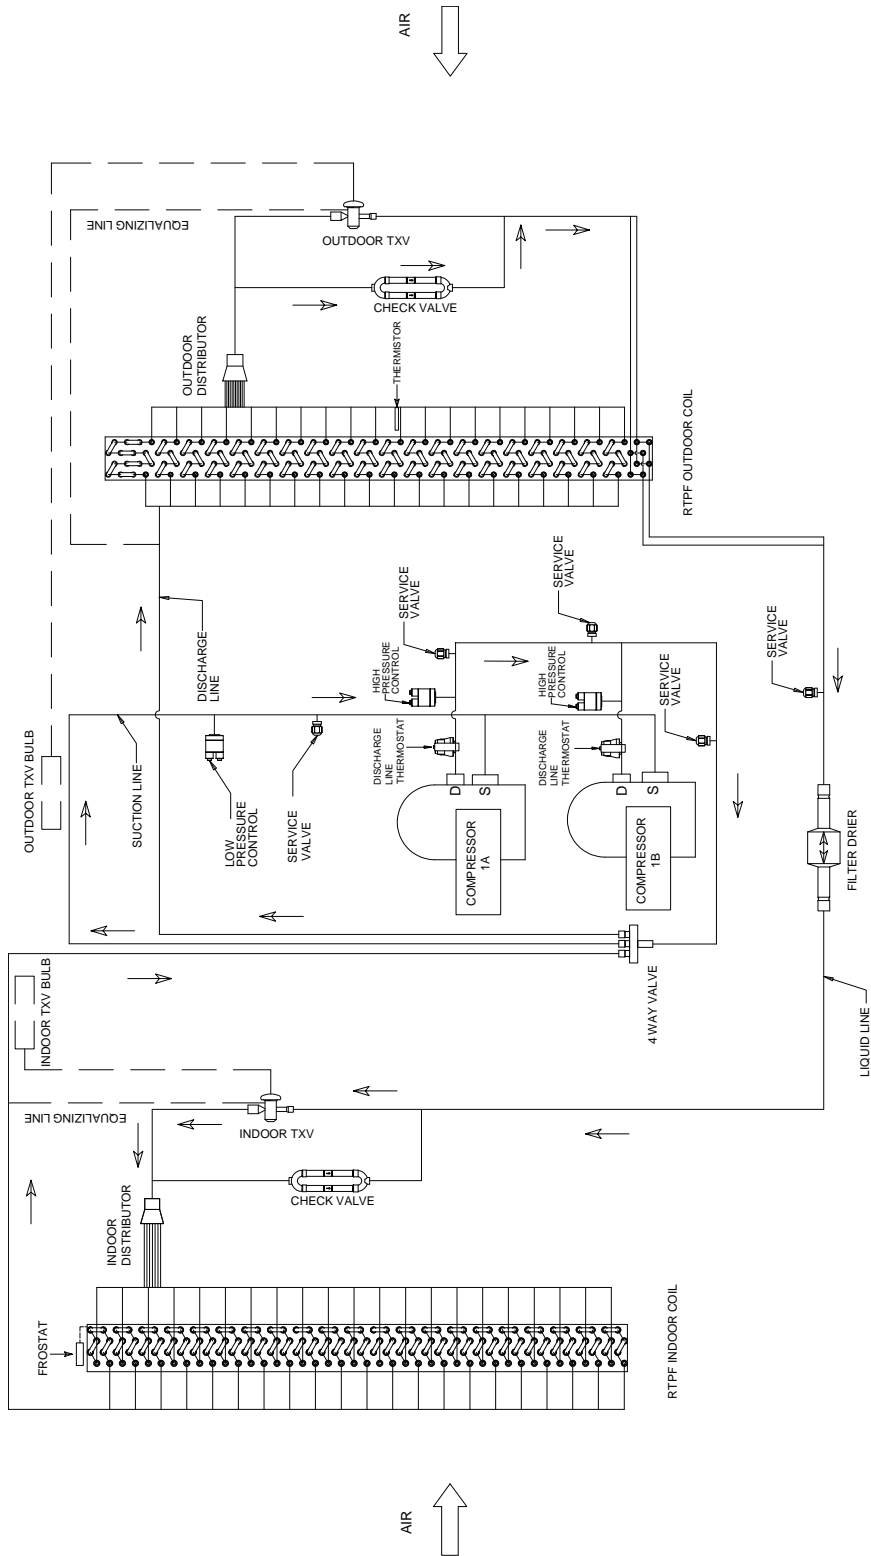 AIR
EQUALIZING LINE
OUTDOOR TXV
CHECK VALVE
OUTDOOR
DISTRIBUTOR
THERMISTOR
RTPF OUTDOOR COIL
OUTDOOR TXV BULB
SUCTION LINE
DISCHARGE
LINE
LOW
PRESSURE
CONTROL
SERVICE
VALVE
HIGH
PRESSURE
CONTROL
SERVICE
VALVE
DISCHARGE
LINE
THERMOSTAT
D
S
COMPRESSOR
1A
SERVICE
VALVE
HIGH
PRESSURE
CONTROL
DISCHARGE
LINE
THERMOSTAT
D
S
COMPRESSOR
1B
SERVICE
VALVE
SERVICE
VALVE
FILTER DRIER
4 WAY VALVE
LIQUID LINE
INDOOR TXV BULB
EQUALIZING LINE
INDOOR TXV
CHECK VALVE
INDOOR
DISTRIBUTOR
FROSTAT
RTPF INDOOR COIL
AIR